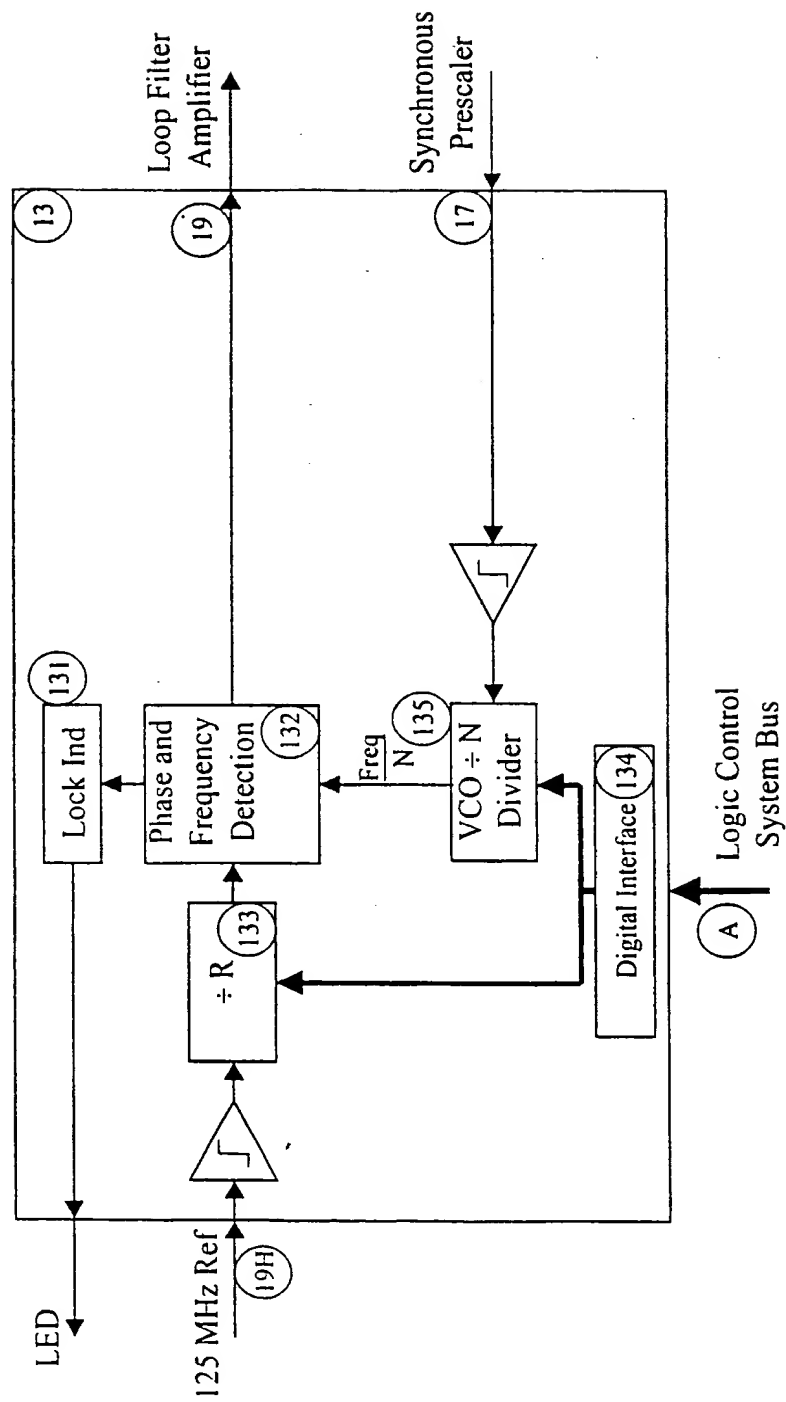 LED
125 MHz Ref
19H
Lock Ind
131
÷ R
133
Phase and
Frequency
Detection
132
Freq
N
135
VCO ÷ N
Divider
Digital Interface
134
A
Logic Control
System Bus
13
19
17
Loop Filter
Amplifier
Synchronous
Prescaler